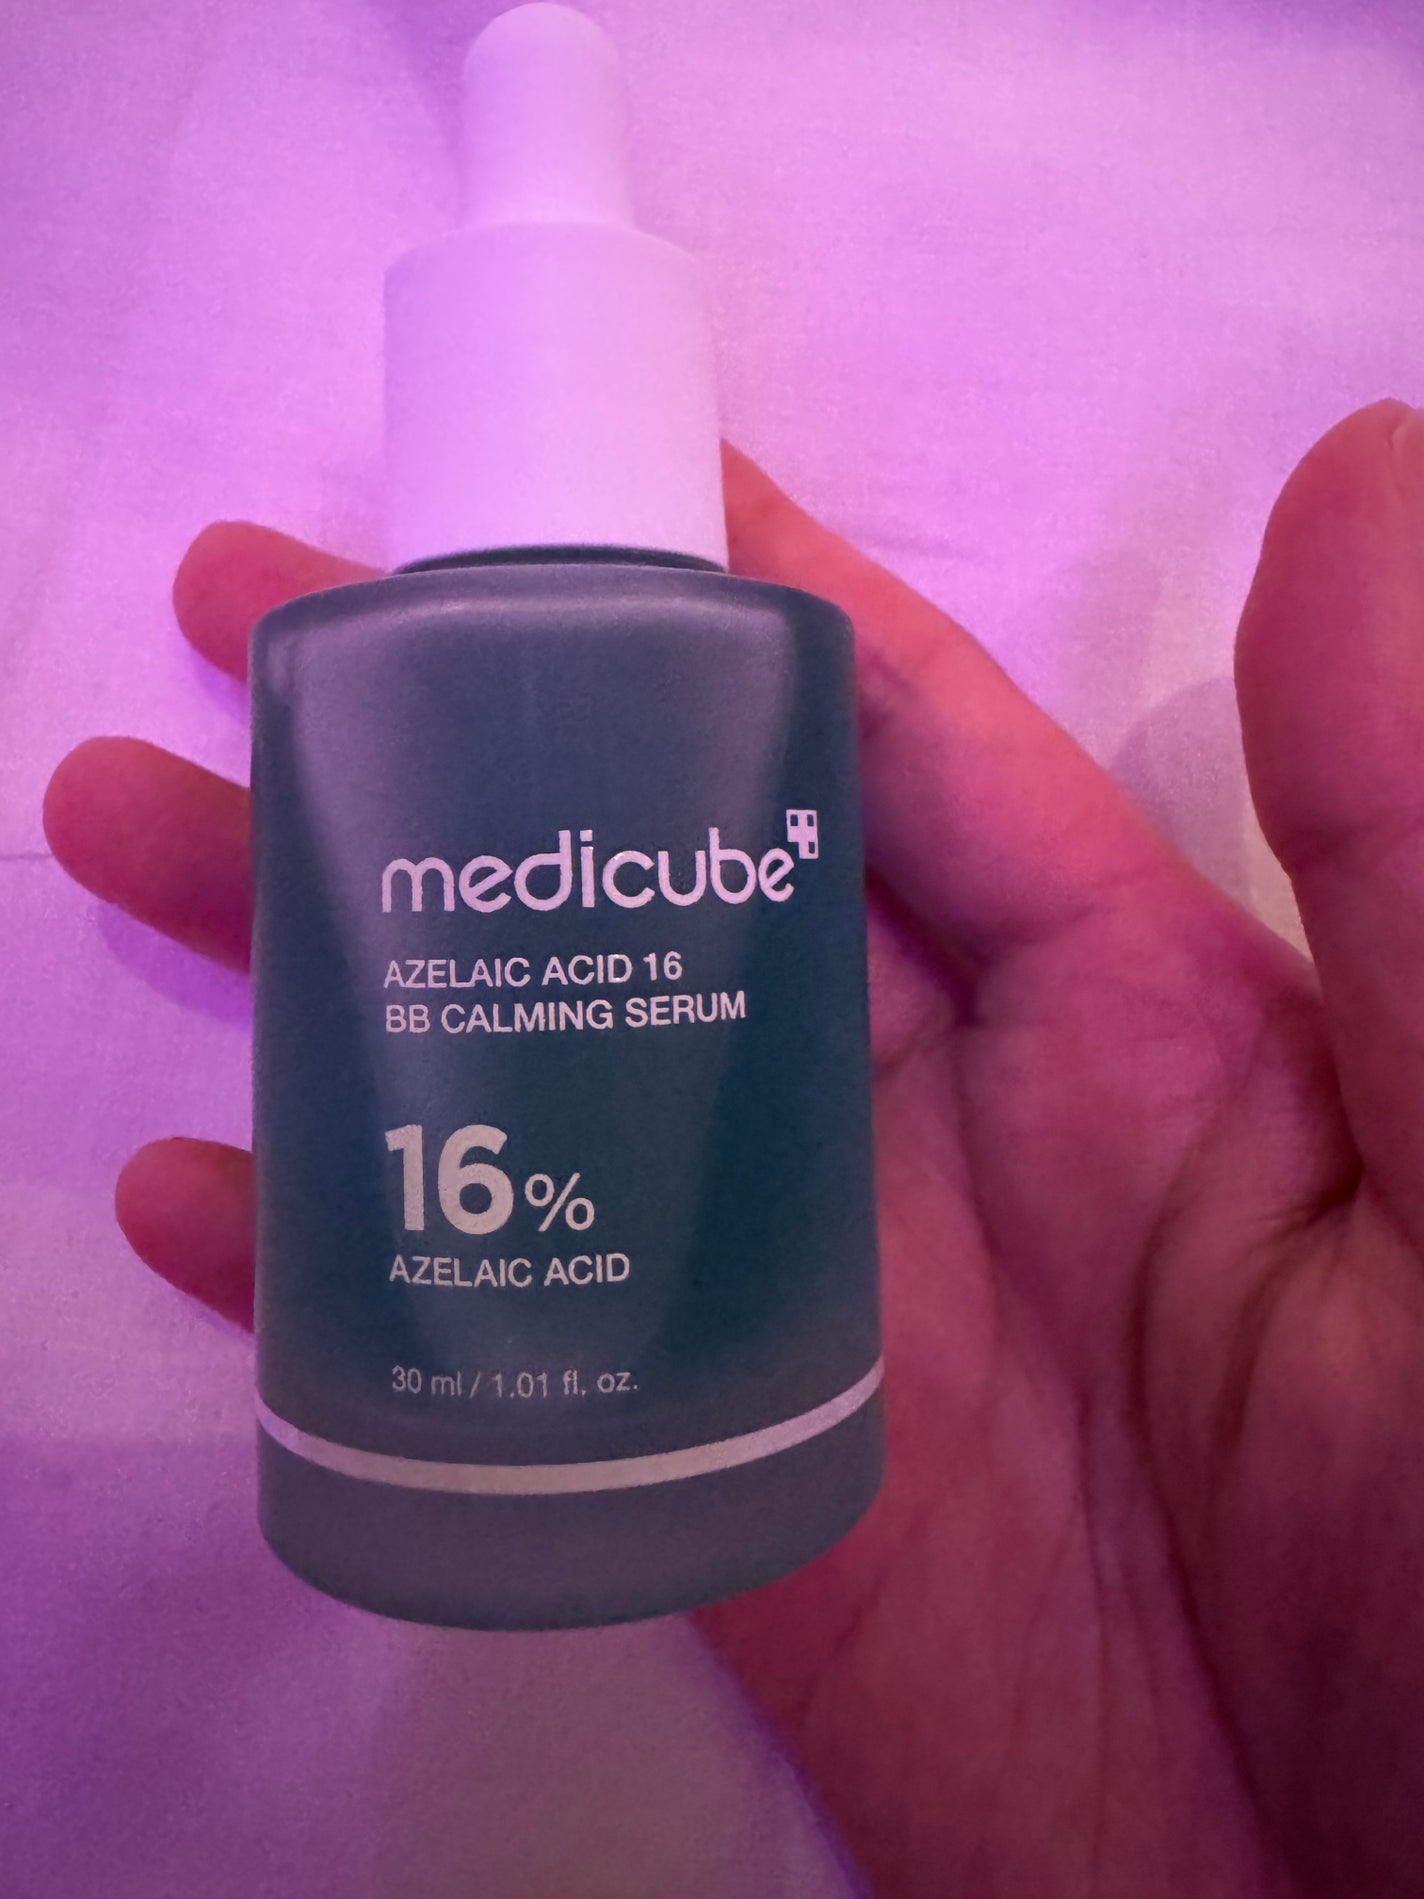 medicube
AZELAIC ACID 16
BB CALMING SERUM
16%
AZELAIC ACID
30 ml / 1.01 fl. oz.